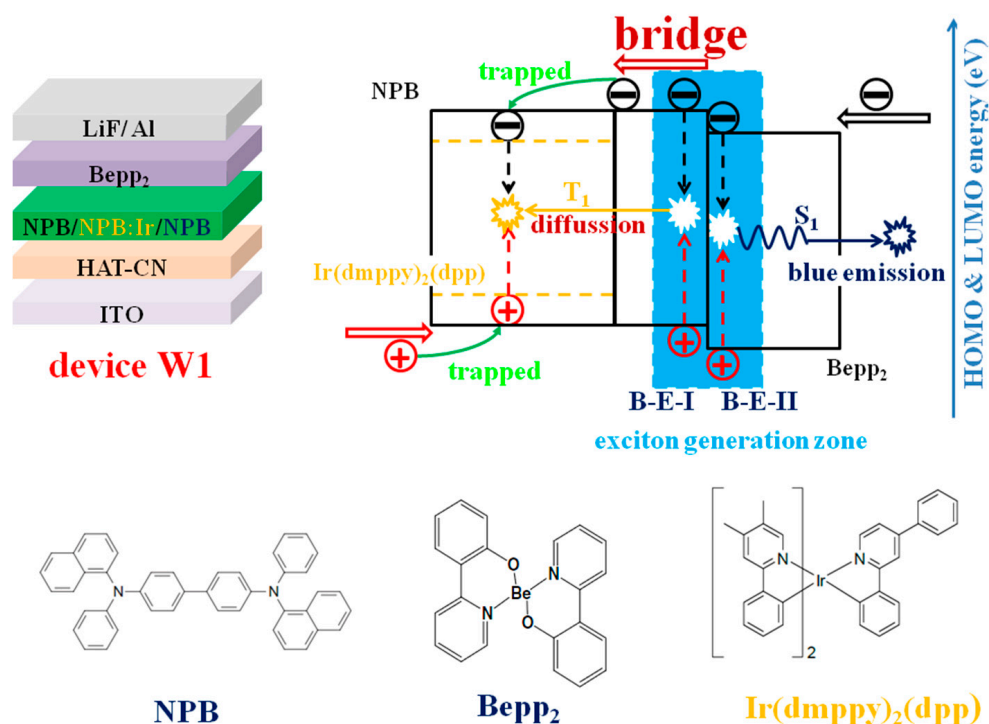 LiF/Al
Bepp₂
NPB/NPB:Ir/NPB
HAT-CN
ITO
device W1
bridge
trapped
NPB
T₁
diffussion
S₁
blue emission
Ir(dmppy)₂(dpp)
trapped
Bepp₂
B-E-I
B-E-II
exciton generation zone
HOMO & LUMO energy (eV)
N
N
O
Be
N
N
O
N
N
Ir
2
NPB
Bepp₂
Ir(dmppy)₂(dpp)